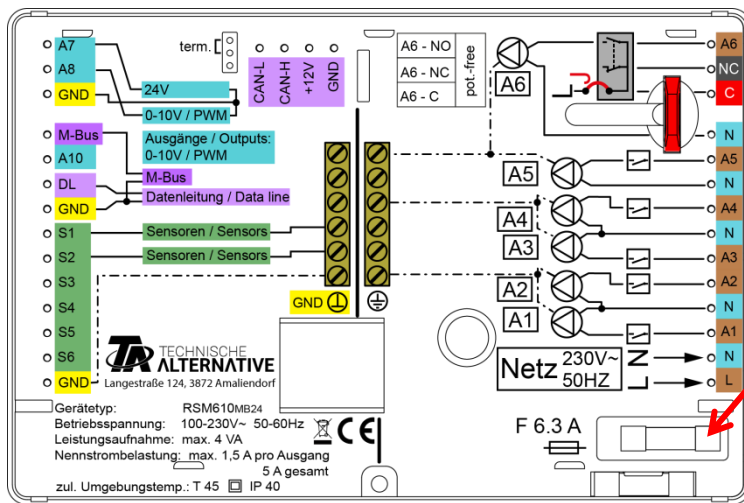 A7
A8
GND
M-Bus
A10
DL
GND
S1
S2
S3
S4
S5
S6
GND
24V
0-10V / PWM
Ausgänge / Outputs:
0-10V / PWM
M-Bus
Datenleitung / Data line
Sensoren / Sensors
Sensoren / Sensors
term.
CAN-L
CAN-H
+12V
GND
A6 - NO
A6 - NC
A6 - C
pot.-free
A6
A5
A4
A3
A2
A1
GND
A6
NC
C
N
A5
N
A4
N
A3
A2
N
A1
N
L
Netz 230V~
50HZ
L N
F 6.3 A
TA TECHNISCHE
ALTERNATIVE
Langestraße 124, 3872 Amaliendorf
Gerätetyp: RSM610MB24
Betriebsspannung: 100-230V~ 50-60Hz
Leistungsaufnahme: max. 4 VA
Nennstrombelastung: max. 1,5 A pro Ausgang
5 A gesamt
zul. Umgebungstemp.: T 45 IP 40
CE